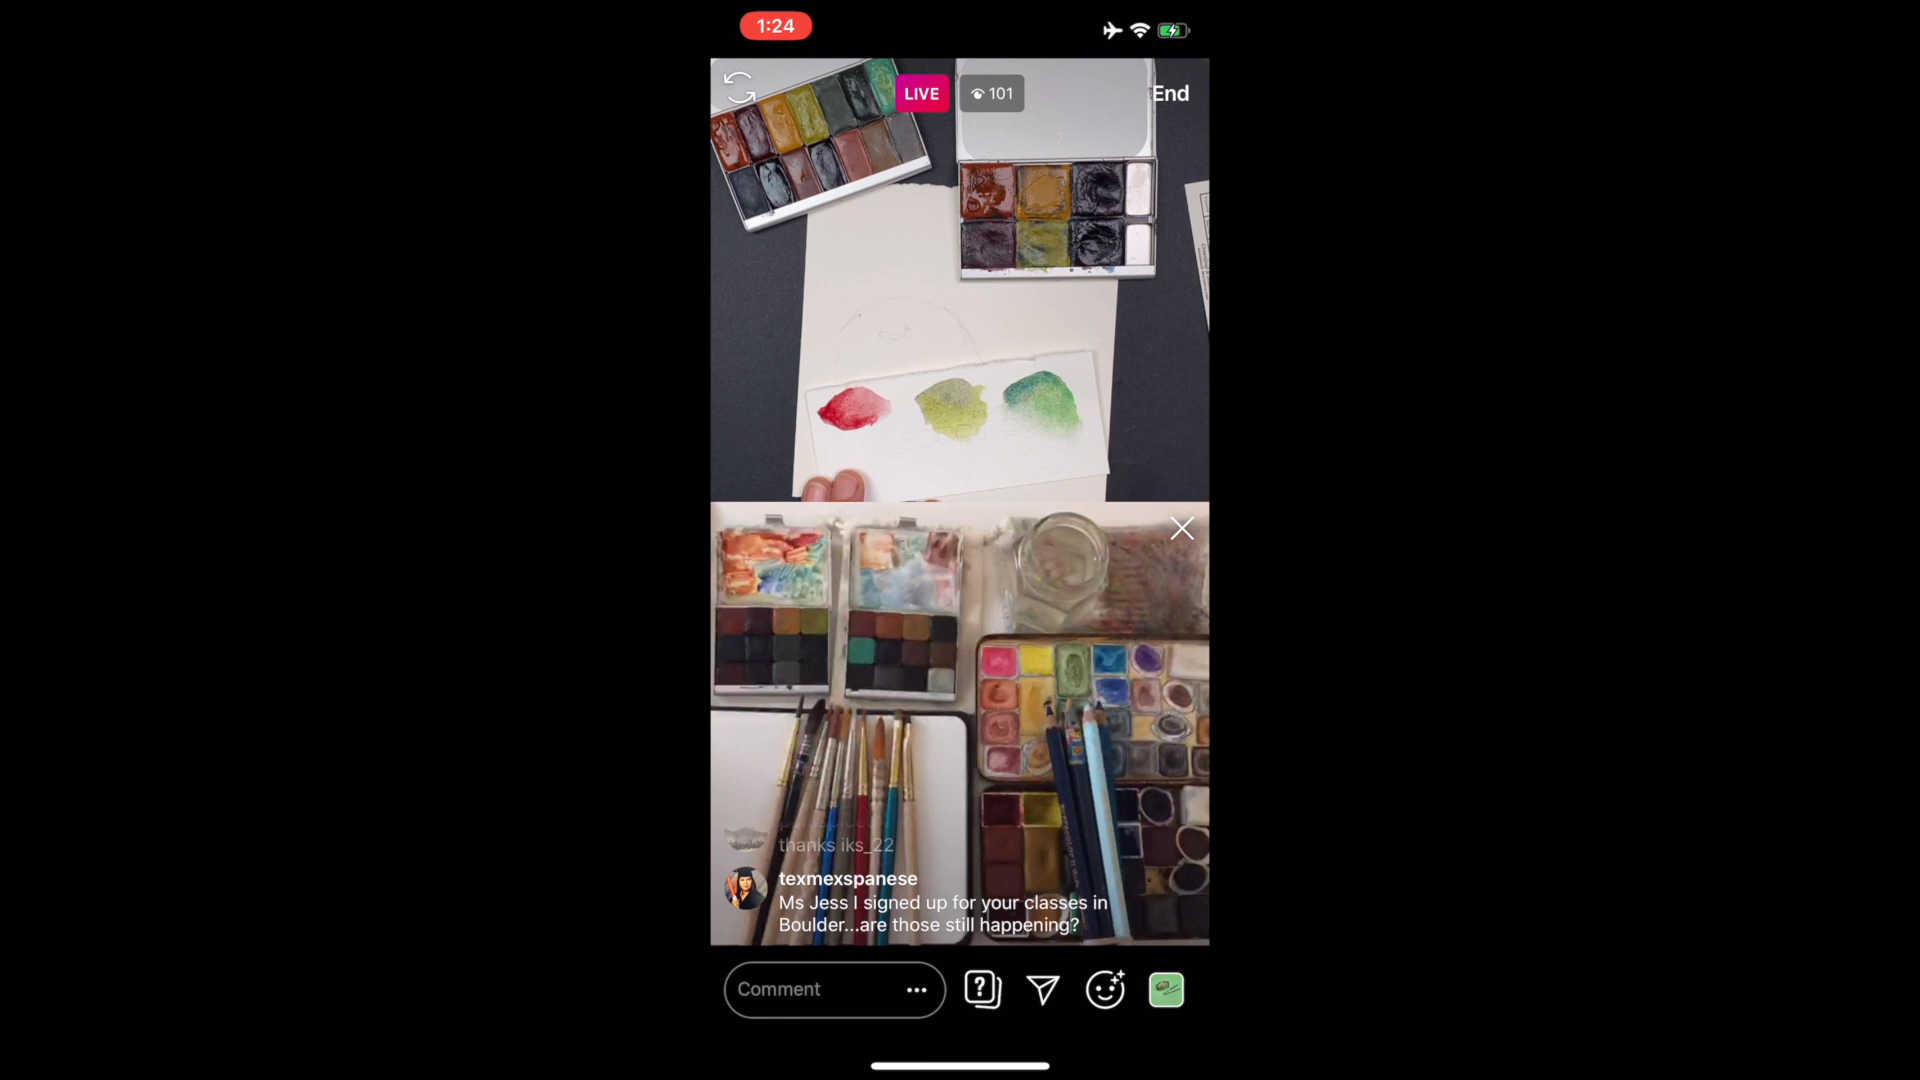 1:24
LIVE
101
End
thanks iks_22
texmexspanese
Ms Jess I signed up for your classes in
Boulder...are those still happening?
Comment